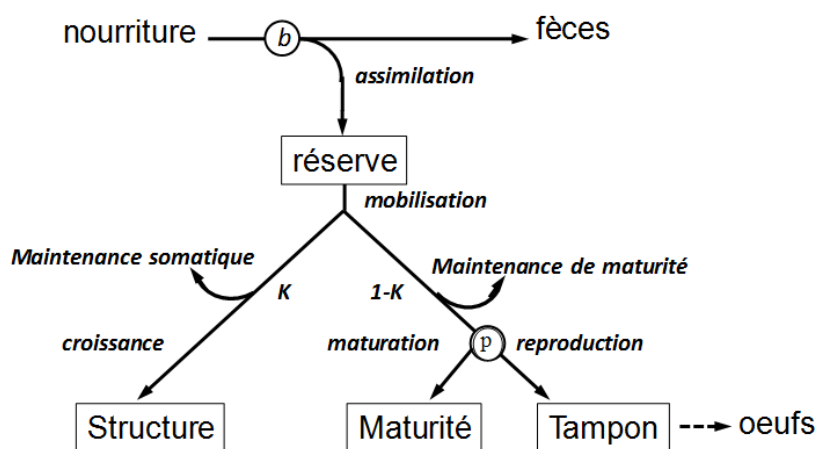 nourriture
b
fèces
assimilation
réserve
mobilisation
Maintenance somatique
Maintenance de maturité
K
1-K
croissance
maturation
p
reproduction
Structure
Maturité
Tampon
oeufs